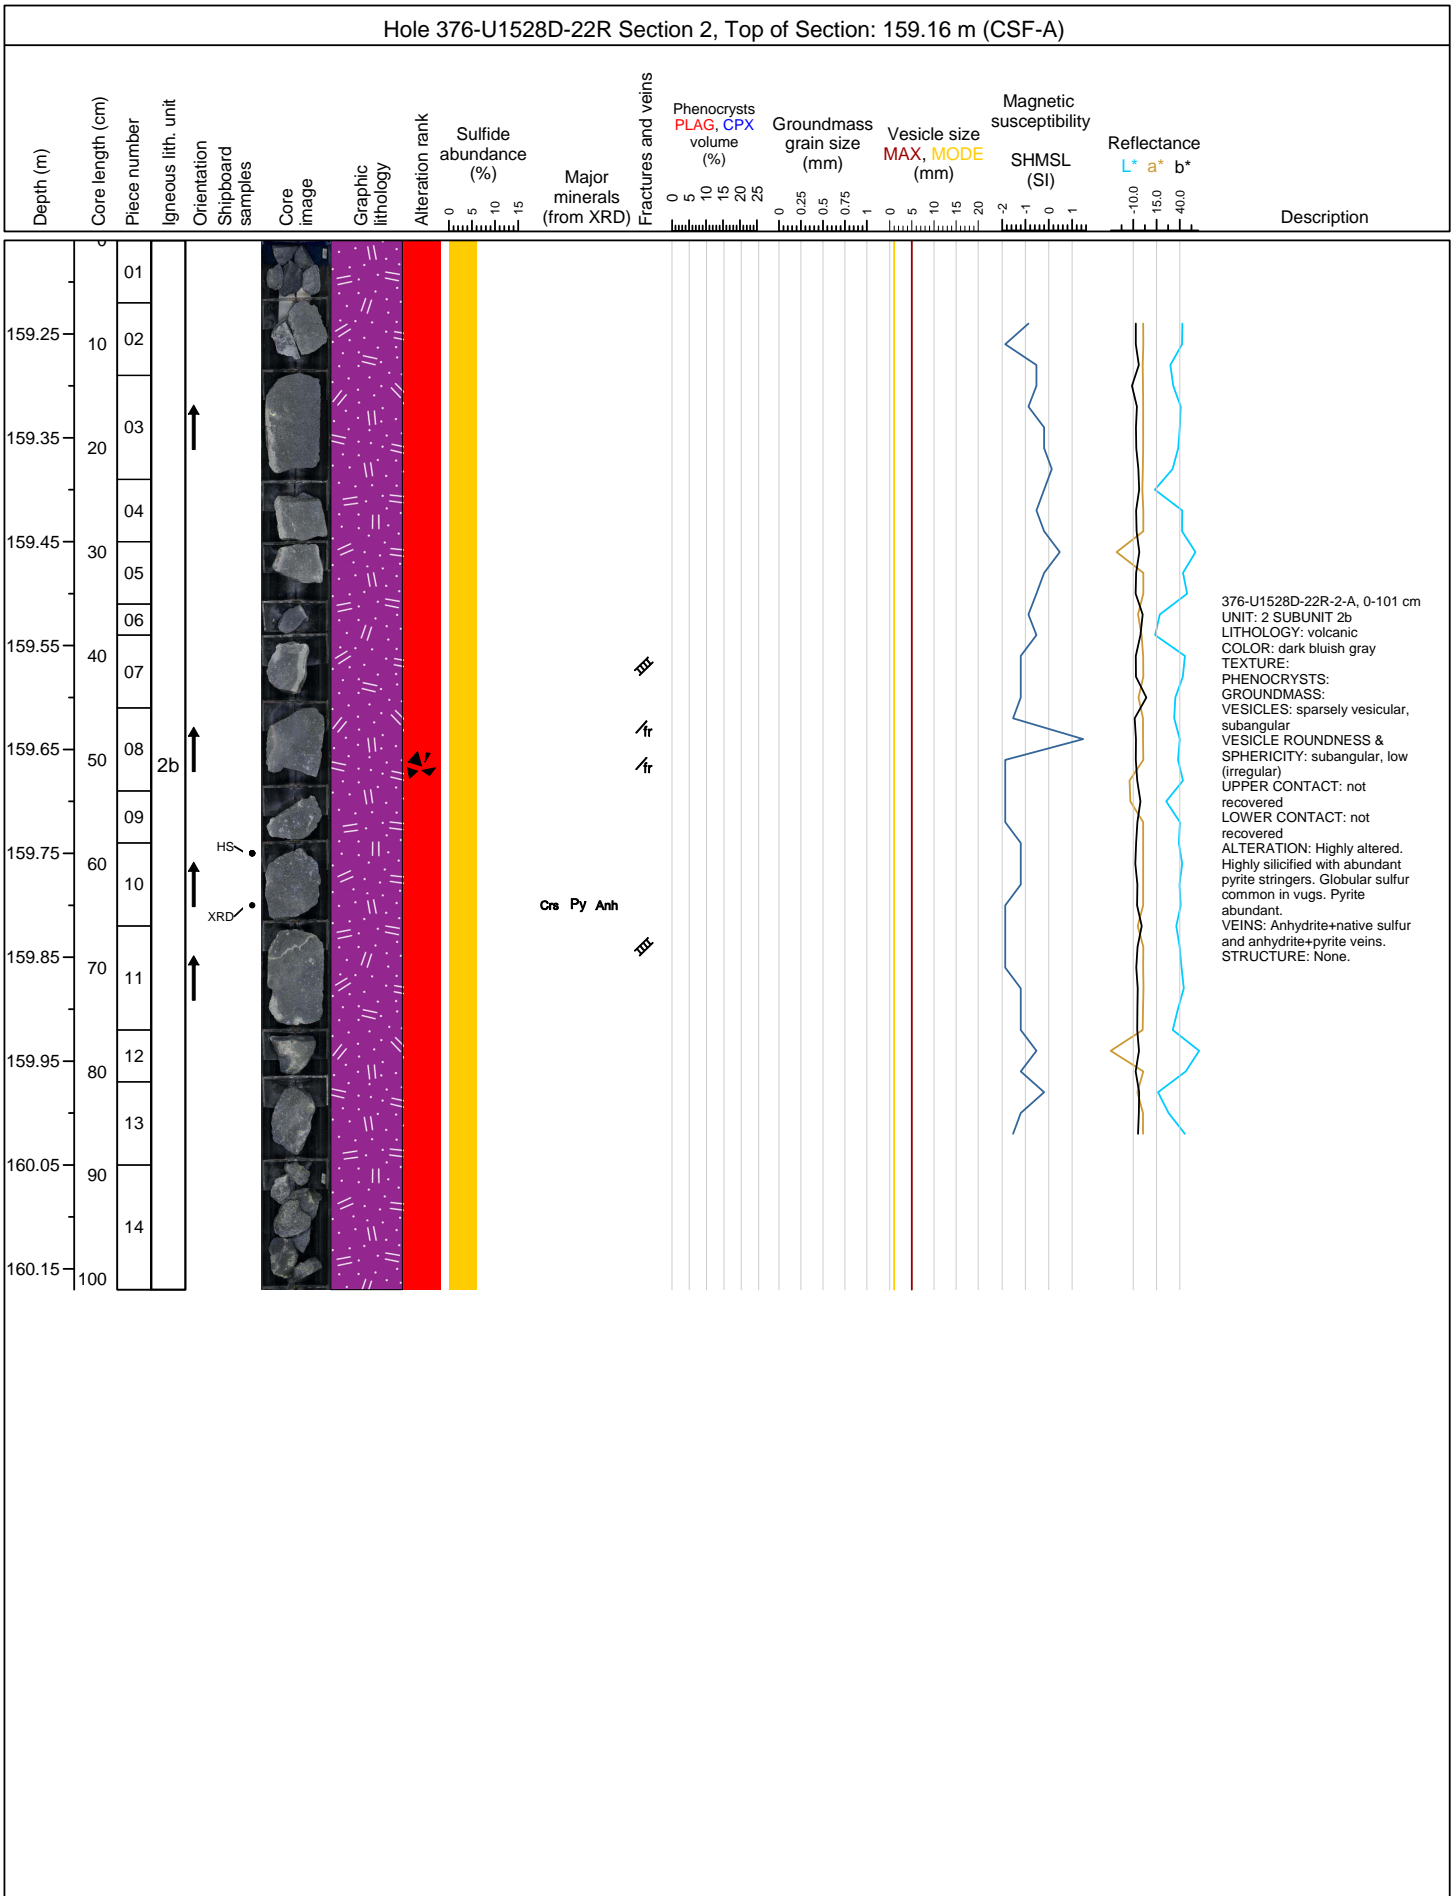 Hole 376-U1528D-22R Section 2, Top of Section: 159.16 m (CSF-A)
Depth (m)
Core length (cm)
Piece number
Igneous lith. unit
Orientation
Shipboard
samples
Core
image
Graphic
lithology
Alteration rank
Sulfide
abundance
(%)
0 5 10 15
Major
minerals
(from XRD)
Fractures and veins
Phenocrysts
PLAG, CPX
volume
(%)
0 5 10 15 20 25
Groundmass
grain size
(mm)
0 0.25 0.5 0.75 1
Vesicle size
MAX, MODE
(mm)
0 5 10 15 20
Magnetic
susceptibility
SHMSL
(SI)
-2 -1 0 1
Reflectance
L* a* b*
-10.0 15.0 40.0
Description
0
01
159.25
10
02
03
159.35
20
04
159.45
30
05
06
159.55
40
07
159.65
50
08
fr
fr
2b
09
159.75
HS
60
10
XRD
Crs Py Anh
159.85
70
11
159.95
12
80
13
160.05
90
14
160.15
100
376-U1528D-22R-2-A, 0-101 cm
UNIT: 2 SUBUNIT 2b
LITHOLOGY: volcanic
COLOR: dark bluish gray
TEXTURE:
PHENOCRYSTS:
GROUNDMASS:
VESICLES: sparsely vesicular,
subangular
VESICLE ROUNDNESS &
SPHERICITY: subangular, low
(irregular)
UPPER CONTACT: not
recovered
LOWER CONTACT: not
recovered
ALTERATION: Highly altered.
Highly silicified with abundant
pyrite stringers. Globular sulfur
common in vugs. Pyrite
abundant.
VEINS: Anhydrite+native sulfur
and anhydrite+pyrite veins.
STRUCTURE: None.